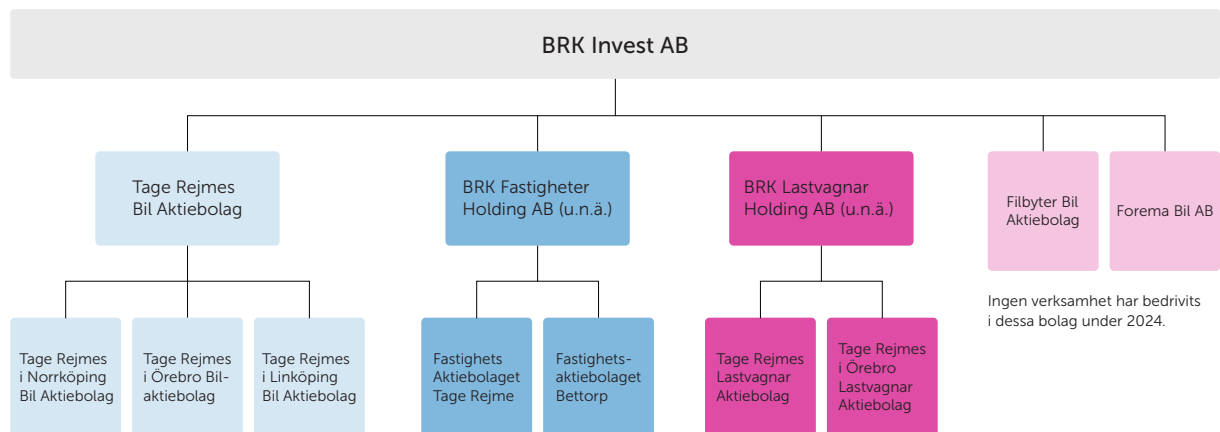 BRK Invest AB
Tage Rejmes
Bil Aktiebolag
BRK Fastigheter
Holding AB (u.n.ä.)
BRK Lastvagnar
Holding AB (u.n.ä.)
Filbyter Bil
Aktiebolag
Forema Bil AB
Ingen verksamhet har bedrivits
i dessa bolag under 2024.
Tage Rejmes
i Norrköping
Bil Aktiebolag
Tage Rejmes
i Örebro Bil-
aktiebolag
Tage Rejmes
i Linköping
Bil Aktiebolag
Fastighets
Aktiebolaget
Tage Rejme
Fastighets-
aktiebolaget
Bettorp
Tage Rejmes
Lastvagnar
Aktiebolag
Tage Rejmes
i Örebro
Lastvagnar
Aktiebolag